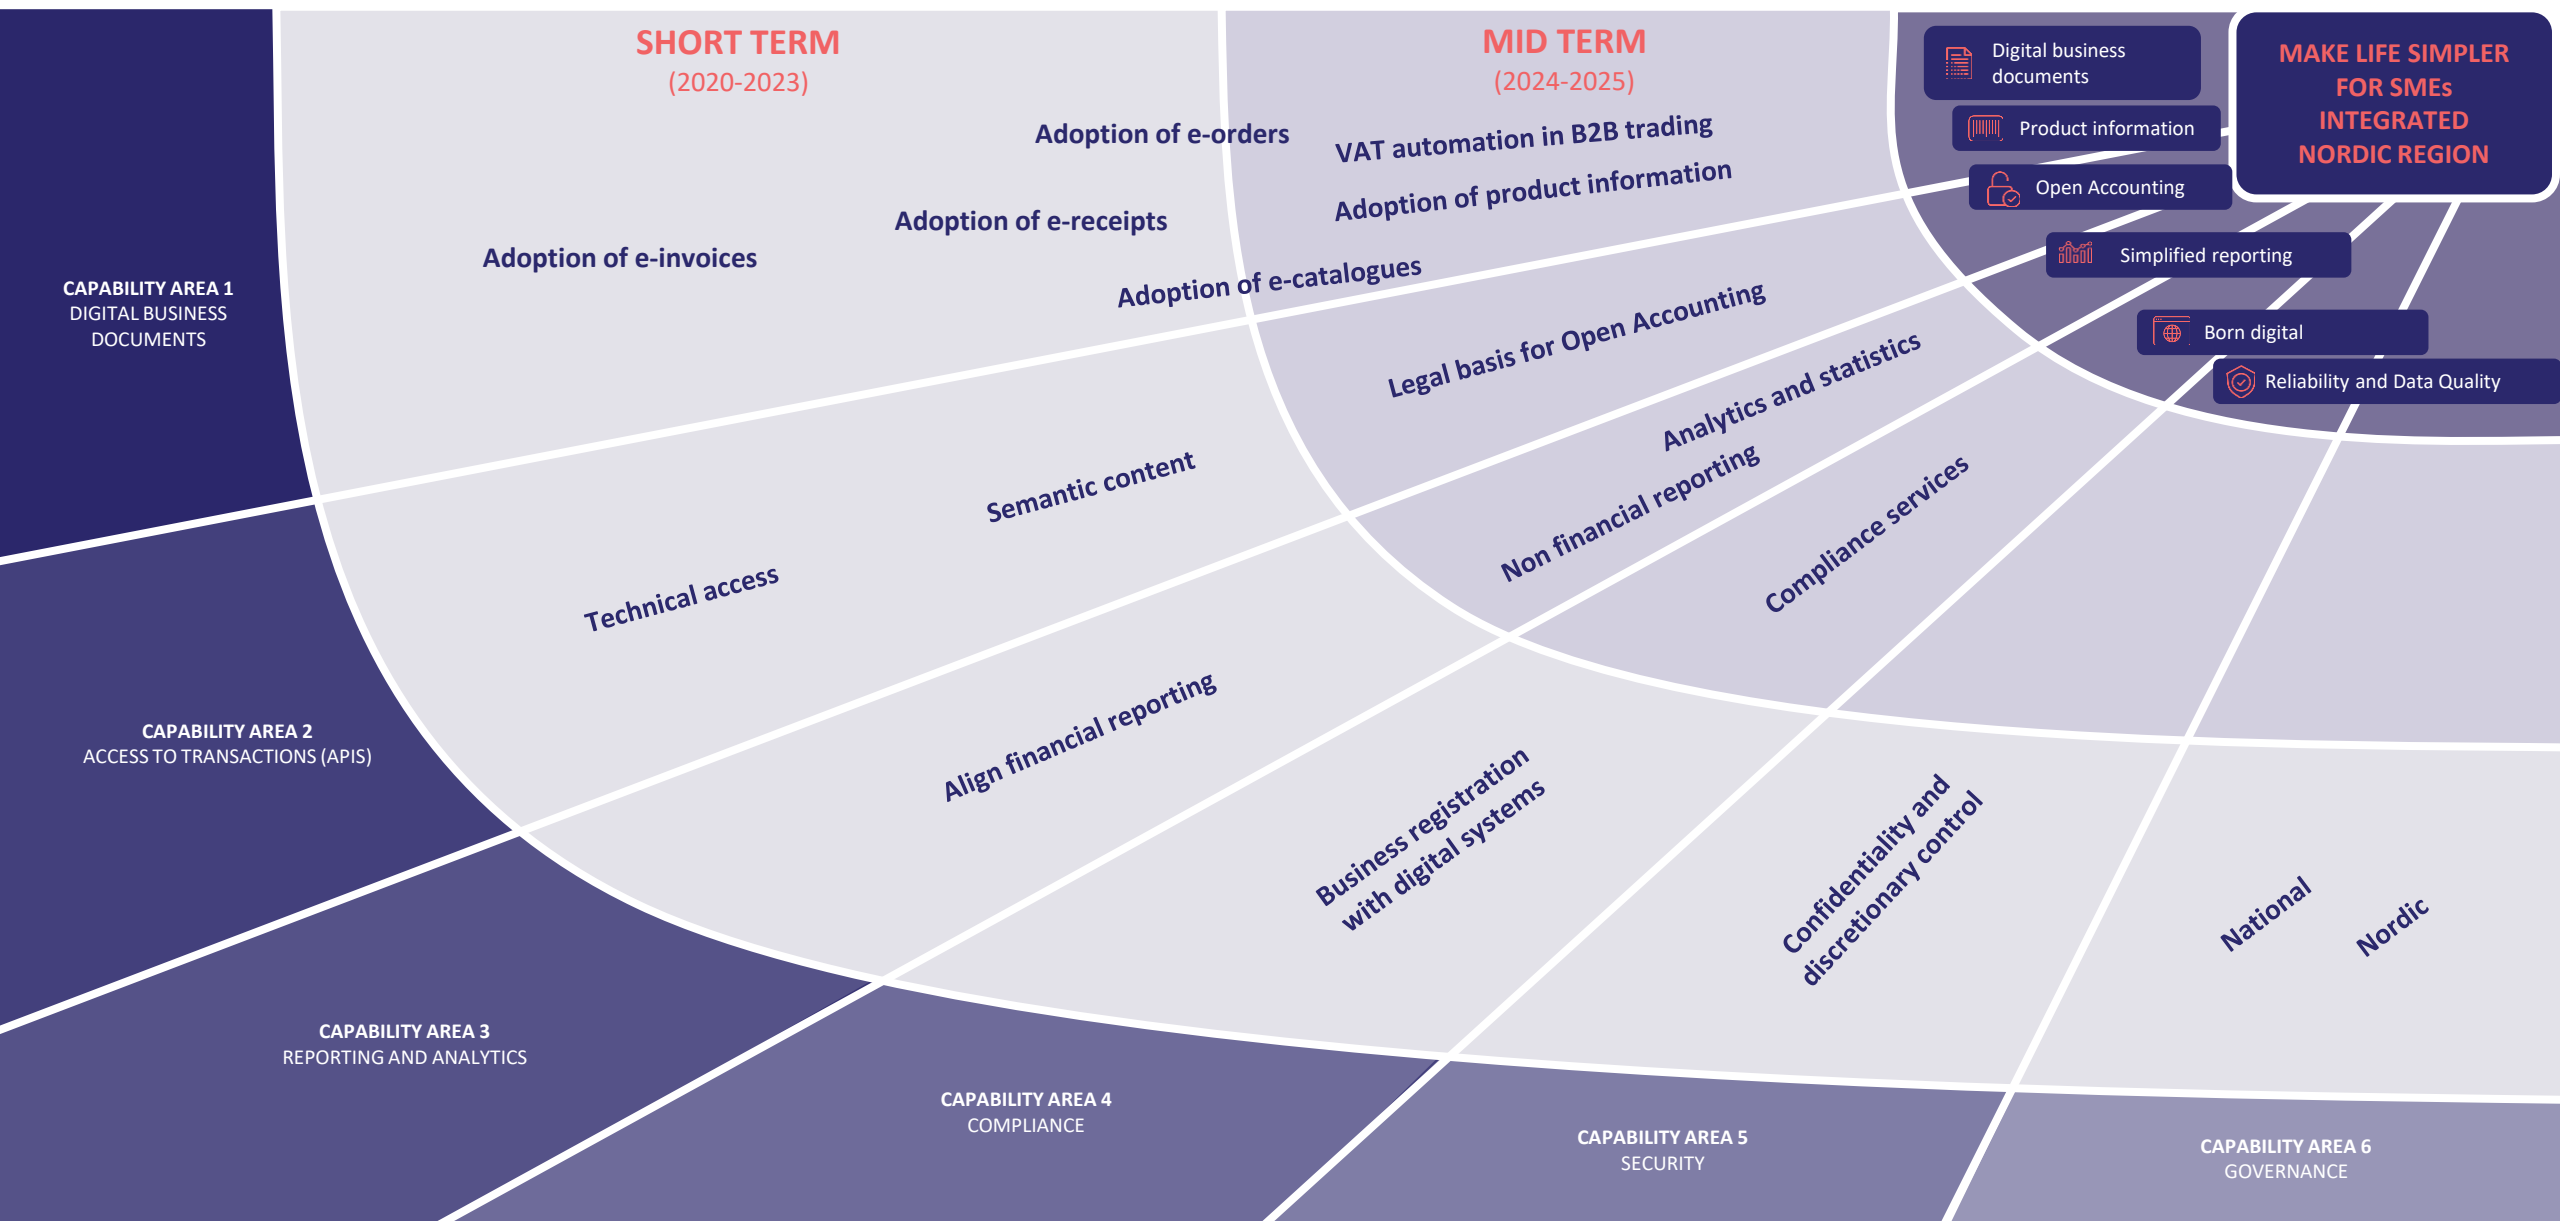 SHORT TERM
(2020-2023)
MID TERM
(2024-2025)
MAKE LIFE SIMPLER
FOR SMEs
INTEGRATED
NORDIC REGION
Digital business
documents
Product information
Open Accounting
Simplified reporting
Born digital
Reliability and Data Quality
CAPABILITY AREA 1
DIGITAL BUSINESS
DOCUMENTS
Adoption of e-invoices
Adoption of e-receipts
Adoption of e-orders
Adoption of e-catalogues
VAT automation in B2B trading
Adoption of product information
CAPABILITY AREA 2
ACCESS TO TRANSACTIONS (APIS)
Technical access
Semantic content
Legal basis for Open Accounting
CAPABILITY AREA 3
REPORTING AND ANALYTICS
Align financial reporting
Non financial reporting
Analytics and statistics
CAPABILITY AREA 4
COMPLIANCE
Business registration
with digital systems
Compliance services
CAPABILITY AREA 5
SECURITY
Confidentiality and
discretionary control
CAPABILITY AREA 6
GOVERNANCE
National
Nordic